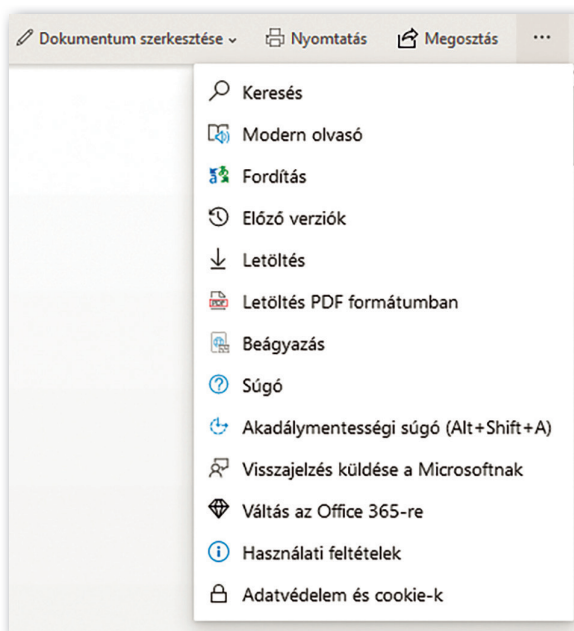 Dokumentum szerkesztése Nyomtatás Megosztás ...
Keresés
Modern olvasó
Fordítás
Előző verziók
Letöltés
Letöltés PDF formátumban
Beágyazás
Súgó
Akadálymentességi súgó (Alt+Shift+A)
Visszajelzés küldése a Microsoftnak
Váltás az Office 365-re
Használati feltételek
Adatvédelem és cookie-k